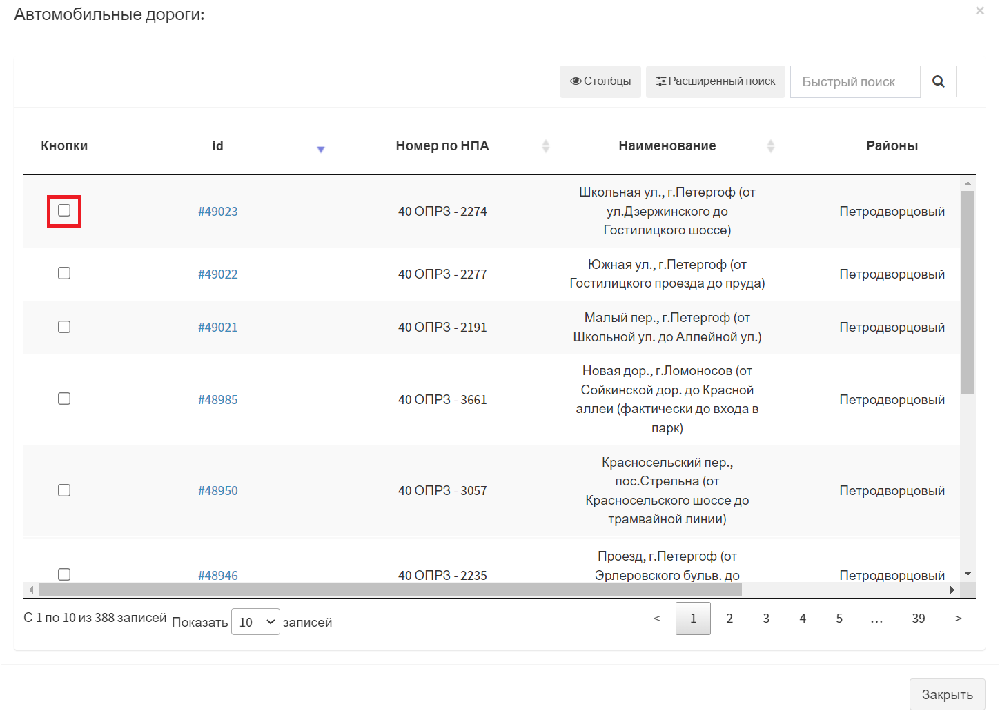 Автомобильные дороги:
×
Столбцы Расширенный поиск Быстрый поиск
Кнопки id Номер по НПА Наименование Районы
#49023 40 ОПРЗ - 2274 Школьная ул., г.Петергоф (от
ул.Дзержинского до
Гостилицкого шоссе) Петродворцовый
#49022 40 ОПРЗ - 2277 Южная ул., г.Петергоф (от
Гостилицкого проезда до пруда) Петродворцовый
#49021 40 ОПРЗ - 2191 Малый пер., г.Петергоф (от
Школьной ул. до Аллейной ул.) Петродворцовый
#48985 40 ОПРЗ - 3661 Новая дор., г.Ломоносов (от
Сойкинской дор. до Красной
аллеи (фактически до входа в
парк) Петродворцовый
#48950 40 ОПРЗ - 3057 Красносельский пер.,
пос.Стрельна (от
Красносельского шоссе до
трамвайной линии) Петродворцовый
#48946 40 ОПРЗ - 2235 Проезд, г.Петергоф (от
Эрлеровского бульв. до Петродворцовый
С 1 по 10 из 388 записей Показать 10 записей < 1 2 3 4 5 … 39 >
Закрыть